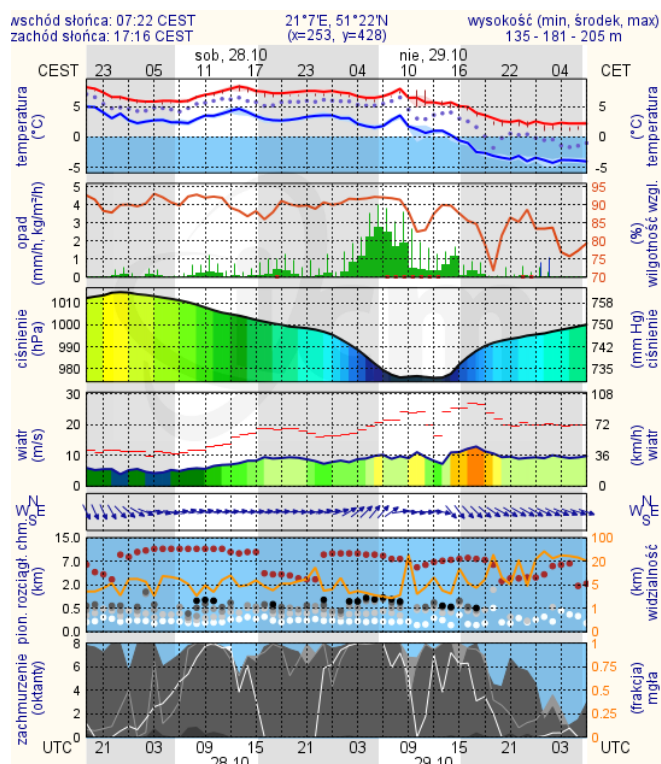 wschód słońca: 07:22 CEST 21°7'E, 51°22'N wysokość (min, środek, max)
zachód słońca: 17:16 CEST (x=253, y=428) 135 - 181 - 205 m
sob, 28.10 nie, 29.10
CEST 23 05 11 17 23 04 10 16 22 04 CET
temperatura (°C) 5 0 -5 5 0 -5 temperatura (°C)
opad (mm/h, kg/m²/h) 5 4 3 2 1 0 95 90 85 80 75 70 (%) wilgotność wzgl.
ciśnienie (hPa) 1010 1000 990 980 758 750 742 735 (mm Hg) ciśnienie
wiatr (m/s) 30 20 10 0 108 72 36 0 (km/h) wiatr
N W E S N W E S
pion. rozciągł. chm. (km) 15.0 7.0 2.0 0.5 0.0 100 20 5 1 0 (km) widzialność
zachmurzenie (oktanty) 8 6 4 2 0 1 0.75 0.5 0.25 0 (frakcja) mgła
UTC 21 03 09 15 21 03 09 15 21 03 UTC
28.10 29.10